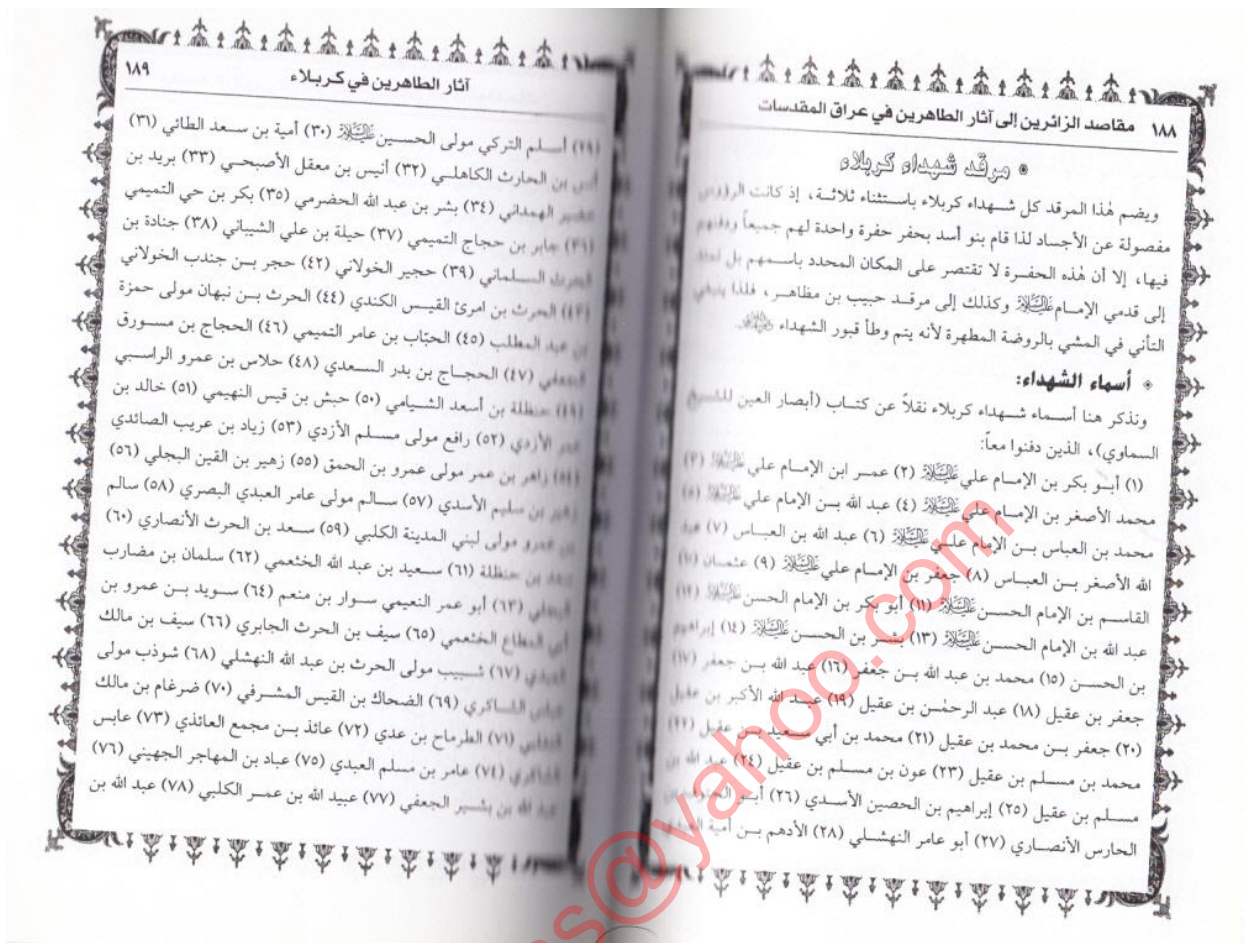 ١٨٨ مقاصد الزائرين إلى آثار الطاهرين في عراق المقدسات
* مرقد شهداء كربلاء
ويضم هٰذا المرقد كل شهداء كربلاء باستثناء ثلاثة، إذ كانت الرؤوس
مفصولة عن الأجساد لذا قام بنو أسد بحفر حفرة واحدة لهم جميعاً ودفنهم
فيها، إلا أن هٰذه الحفرة لا تقتصر على المكان المحدد باسمهم بل تمتد
إلى قدمي الإمام عليه السلام وكذلك إلى مرقد حبيب بن مظاهر، فلذا ينبغي
التأني في المشي بالروضة المطهرة لأنه يتم وطأ قبور الشهداء
* أسماء الشهداء:
ونذكر هنا أسماء شهداء كربلاء نقلاً عن كتاب (أبصار العين للشيخ
السماوي)، الذين دفنوا معاً:
(١) أبو بكر بن الإمام علي عليه السلام (٢) عمر ابن الإمام علي عليه السلام (٣)
محمد الأصغر بن الإمام علي عليه السلام (٤) عبد الله بن الإمام علي عليه السلام (٥)
محمد بن العباس بن الإمام علي عليه السلام (٦) عبد الله بن العباس (٧) عبد
الله الأصغر بن العباس (٨) جعفر بن الإمام علي عليه السلام (٩) عثمان (١٠)
القاسم بن الإمام الحسن عليه السلام (١١) أبو بكر بن الإمام الحسن عليه السلام (١٢)
عبد الله بن الإمام الحسن عليه السلام (١٣) بشر بن الحسن عليه السلام (١٤) إبراهيم
بن الحسن (١٥) محمد بن عبد الله بن جعفر (١٦) عبد الله بن جعفر (١٧)
جعفر بن عقيل (١٨) عبد الرحمٰن بن عقيل (١٩) عبد الله الأكبر بن عقيل
(٢٠) جعفر بن محمد بن عقيل (٢١) محمد بن أبي سعيد بن عقيل (٢٢)
محمد بن مسلم بن عقيل (٢٣) عون بن مسلم بن عقيل (٢٤) عبد الله بن
مسلم بن عقيل (٢٥) إبراهيم بن الحصين الأسدي (٢٦) أبو الحتوف بن
الحارس الأنصاري (٢٧) أبو عامر النهشلي (٢٨) الأدهم بن أمية العبدي
آثار الطاهرين في كربلاء ١٨٩
(٢٩) أسلم التركي مولى الحسين عليه السلام (٣٠) أمية بن سعد الطائي (٣١)
أنس بن الحارث الكاهلي (٣٢) أنيس بن معقل الأصبحي (٣٣) بريد بن
خضير الهمداني (٣٤) بشر بن عبد الله الحضرمي (٣٥) بكر بن حي التميمي
(٣٦) جابر بن حجاج التميمي (٣٧) حيلة بن علي الشيباني (٣٨) جنادة بن
الحرث السلماني (٣٩) حجير الخولاني (٤٢) حجر بن جندب الخولاني
(٤٣) الحرث بن امرئ القيس الكندي (٤٤) الحرث بن نبهان مولى حمزة
بن عبد المطلب (٤٥) الحبّاب بن عامر التميمي (٤٦) الحجاج بن مسورق
الجعفي (٤٧) الحجاج بن بدر السعدي (٤٨) حلاس بن عمرو الراسبي
(٤٩) حنظلة بن أسعد الشيامي (٥٠) حبش بن قيس النهيمي (٥١) خالد بن
عمر الأزدي (٥٢) رافع مولى مسلم الأزدي (٥٣) زياد بن عريب الصائدي
(٥٤) زاهر بن عمر مولى عمرو بن الحمق (٥٥) زهير بن القين البجلي (٥٦)
زهير بن سليم الأسدي (٥٧) سالم مولى عامر العبدي البصري (٥٨) سالم
بن عمرو مولى لبني المدينة الكلبي (٥٩) سعد بن الحرث الأنصاري (٦٠)
سعد بن حنظلة (٦١) سعيد بن عبد الله الخثعمي (٦٢) سلمان بن مضارب
البجلي (٦٣) أبو عمر النعيمي سوار بن منعم (٦٤) سويد بن عمرو بن
أبي المطاع الخثعمي (٦٥) سيف بن الحرث الجابري (٦٦) سيف بن مالك
العبدي (٦٧) شبيب مولى الحرث بن عبد الله النهشلي (٦٨) شوذب مولى
عباس الشاكري (٦٩) الضحاك بن القيس المشرفي (٧٠) ضرغام بن مالك
التغلبي (٧١) الطرماح بن عدي (٧٢) عائذ بن مجمع العائذي (٧٣) عابس
الشاكري (٧٤) عامر بن مسلم العبدي (٧٥) عباد بن المهاجر الجهيني (٧٦)
عبد الله بن بشير الجعفي (٧٧) عبيد الله بن عمر الكلبي (٧٨) عبد الله بن
s@yahoo.com